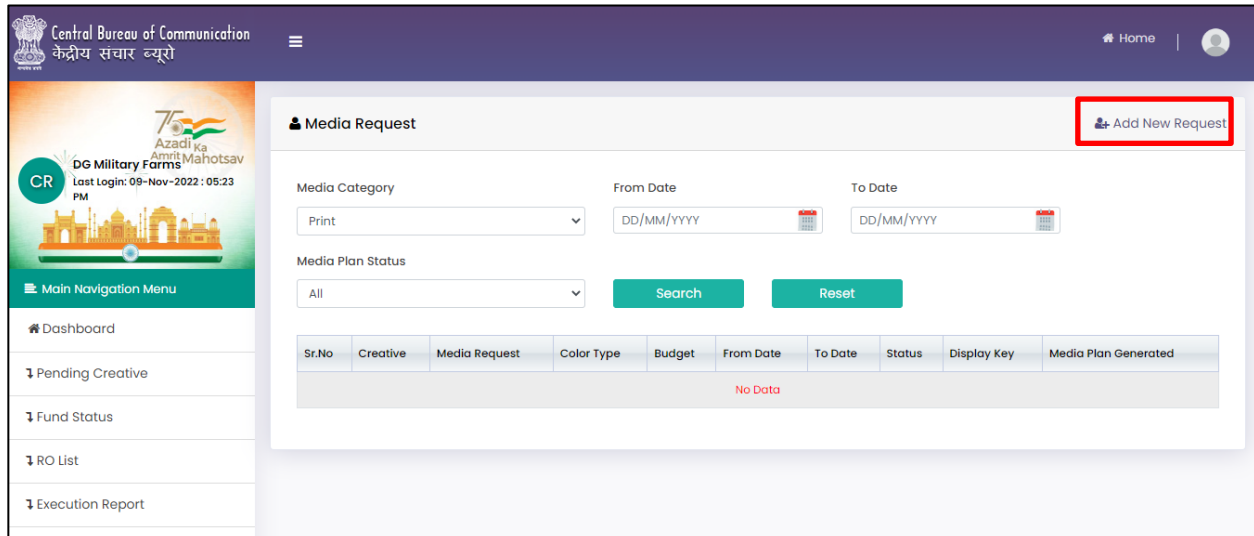 Central Bureau of Communication
केंद्रीय संचार ब्यूरो
Home |
75
Azadi Ka
Amrit Mahotsav
CR
DG Military Farms
Last Login: 09-Nov-2022 : 05:23
PM
Main Navigation Menu
Dashboard
Pending Creative
Fund Status
RO List
Execution Report
Media Request
Add New Request
Media Category From Date To Date
Print DD/MM/YYYY DD/MM/YYYY
Media Plan Status
All Search Reset
Sr.No Creative Media Request Color Type Budget From Date To Date Status Display Key Media Plan Generated
No Data